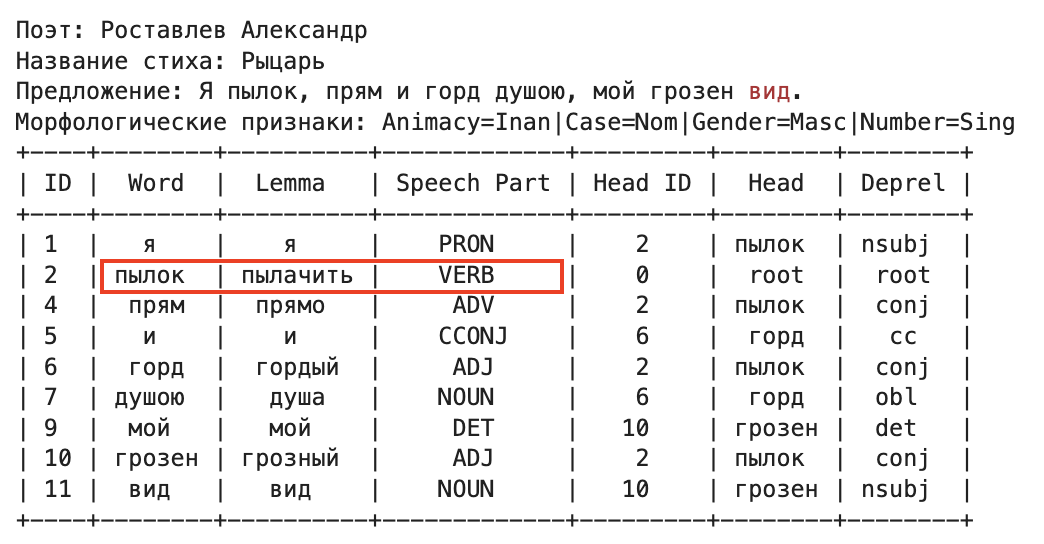 Поэт: Роставлев Александр
Название стиха: Рыцарь
Предложение: Я пылок, прям и горд душою, мой грозен вид.
Морфологические признаки: Animacy=Inan|Case=Nom|Gender=Masc|Number=Sing
+----+--------+----------+-------------+---------+--------+--------+
| ID | Word | Lemma | Speech Part | Head ID | Head | Deprel |
+----+--------+----------+-------------+---------+--------+--------+
| 1 | я | я | PRON | 2 | пылок | nsubj |
| 2 | пылок | пылачить | VERB | 0 | root | root |
| 4 | прям | прямо | ADV | 2 | пылок | conj |
| 5 | и | и | CCONJ | 6 | горд | cc |
| 6 | горд | гордый | ADJ | 2 | пылок | conj |
| 7 | душою | душа | NOUN | 6 | горд | obl |
| 9 | мой | мой | DET | 10 | грозен | det |
| 10 | грозен | грозный | ADJ | 2 | пылок | conj |
| 11 | вид | вид | NOUN | 10 | грозен | nsubj |
+----+--------+----------+-------------+---------+--------+--------+